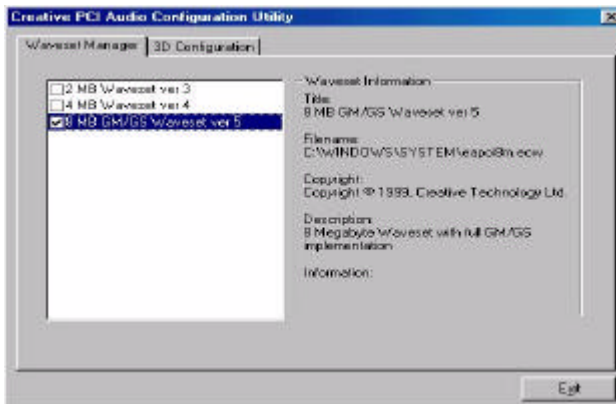 Creative PCI Audio Configuration Utility
Waveset Manager
3D Configuration
2 MB Waveset ver 3
4 MB Waveset ver 4
8 MB GM/GS Waveset ver 5
Waveset Information
Title:
8 MB GM/GS Waveset ver 5
Filename:
C:\WINDOWS\SYSTEM\eapci8m.ecw
Copyright:
Copyright © 1999, Creative Technology Ltd.
Description:
8 Megabyte Waveset with full GM/GS
implementation
Information:
Exit